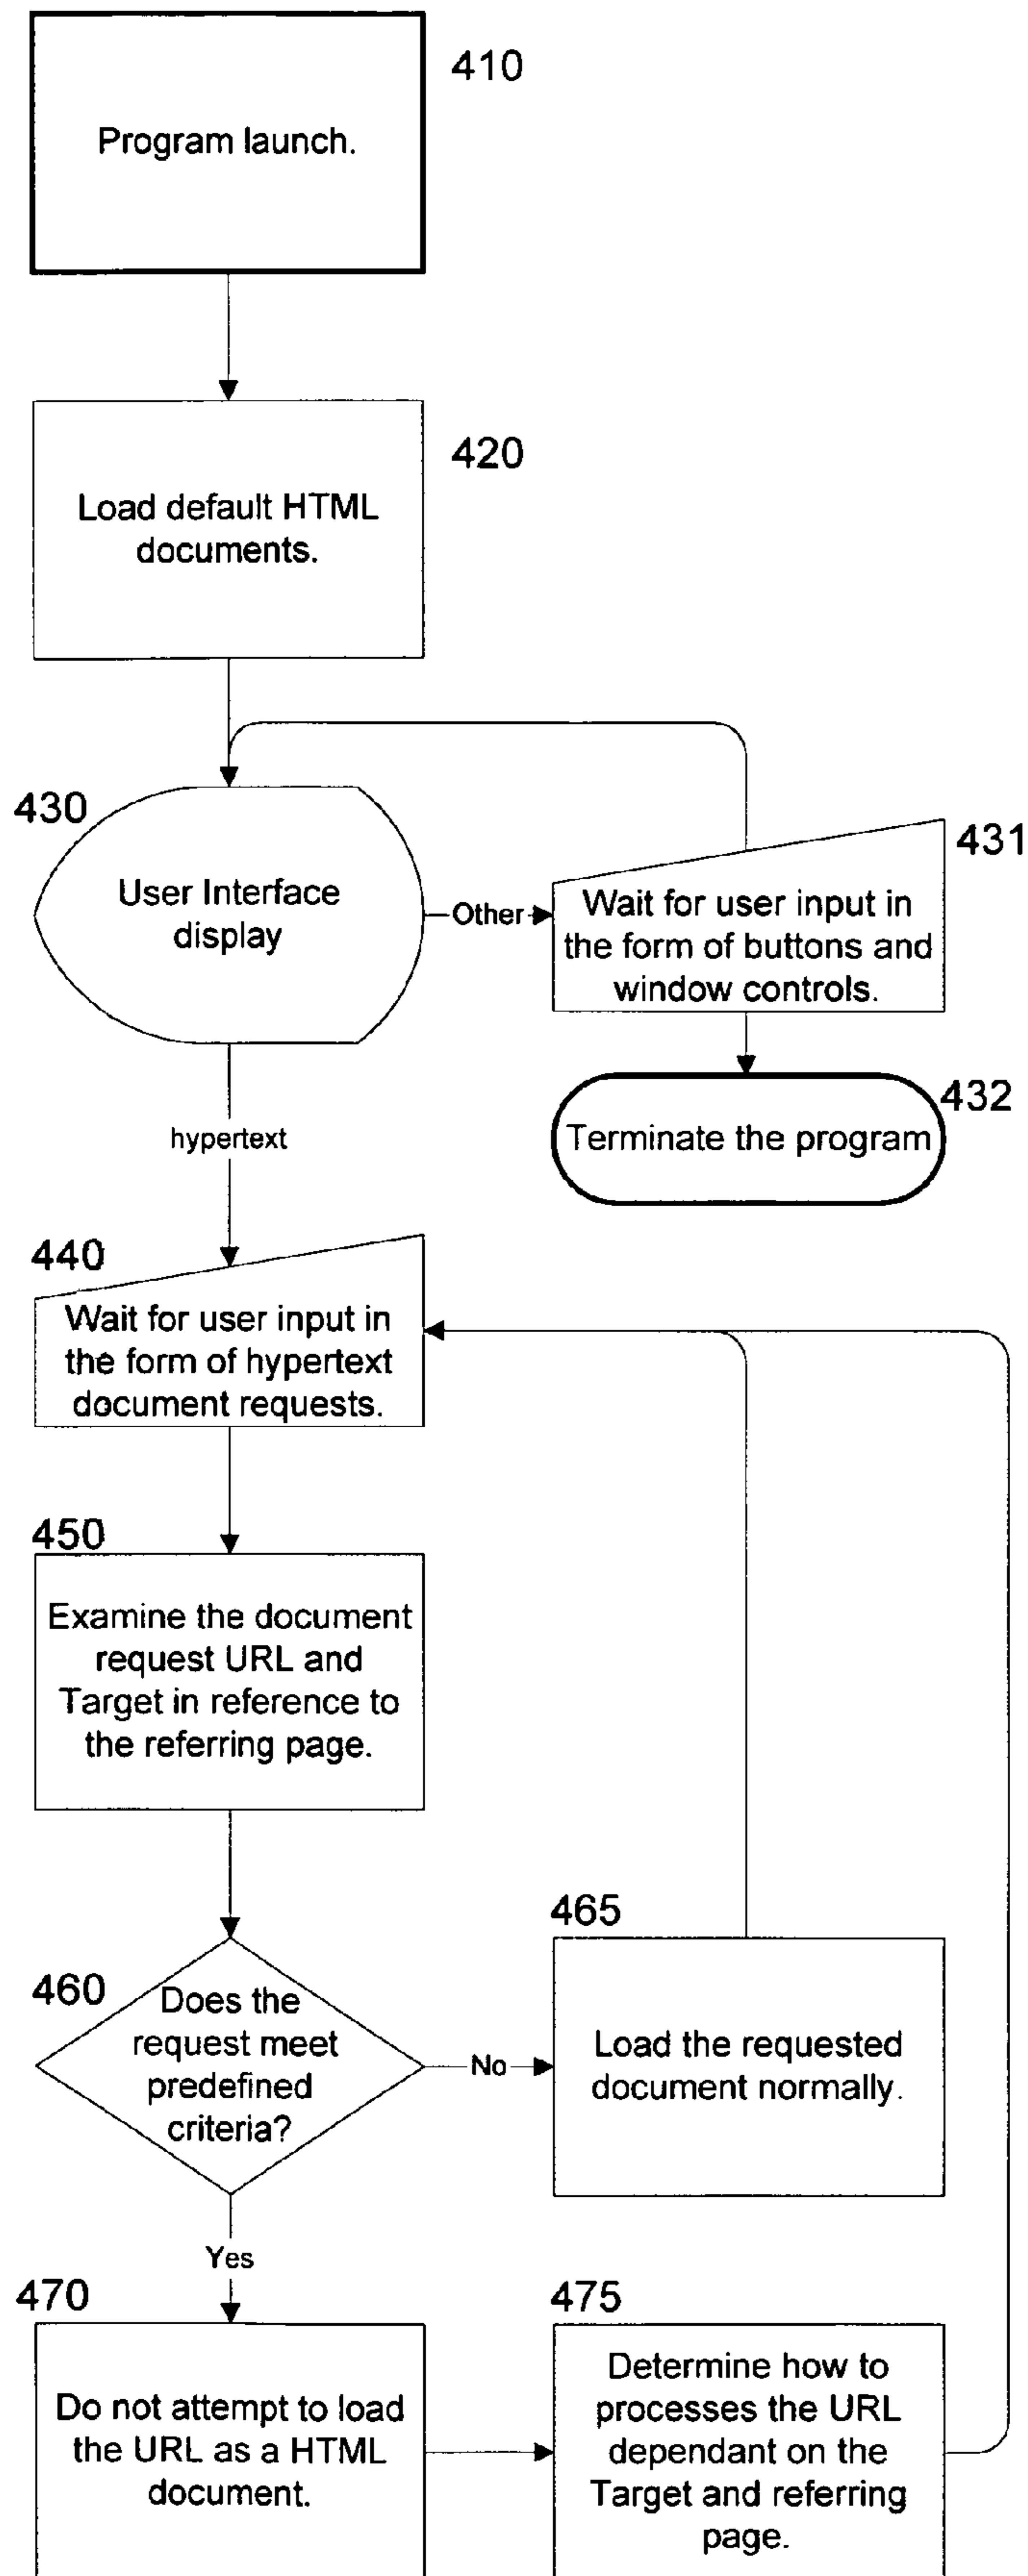 410
Program launch.
420
Load default HTML
documents.
430
User Interface
display
Other
431
Wait for user input in
the form of buttons and
window controls.
432
Terminate the program
hypertext
440
Wait for user input in
the form of hypertext
document requests.
450
Examine the document
request URL and
Target in reference to
the referring page.
460
Does the
request meet
predefined
criteria?
No
465
Load the requested
document normally.
Yes
470
Do not attempt to load
the URL as a HTML
document.
475
Determine how to
processes the URL
dependant on the
Target and referring
page.